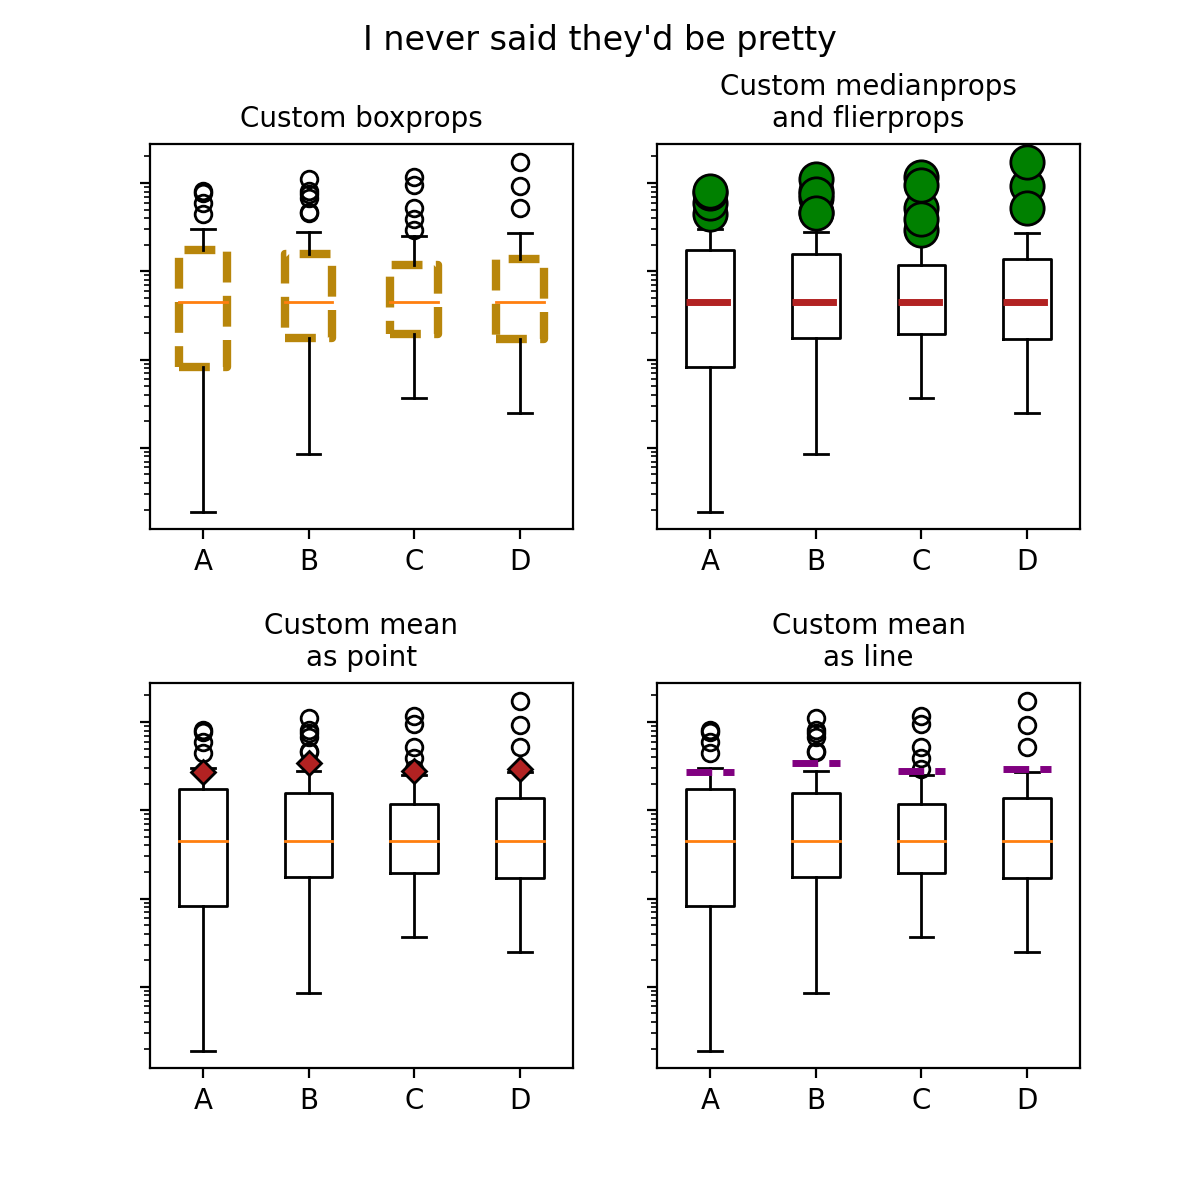 I never said they'd be pretty
Custom boxprops
Custom medianprops
and flierprops
A B C D
A B C D
Custom mean
as point
Custom mean
as line
A B C D
A B C D